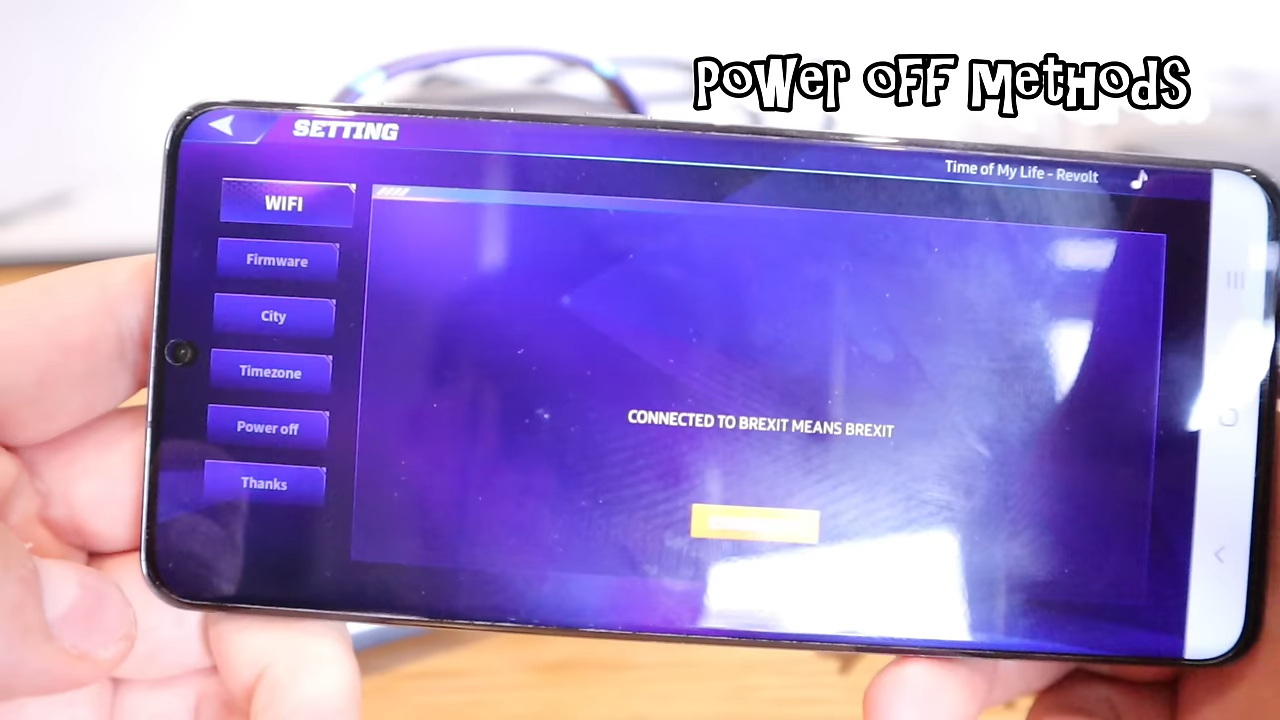 Power Off Methods
SETTING
Time of My Life - Revolt
WIFI
Firmware
City
Timezone
Power off
Thanks
CONNECTED TO BREXIT MEANS BREXIT